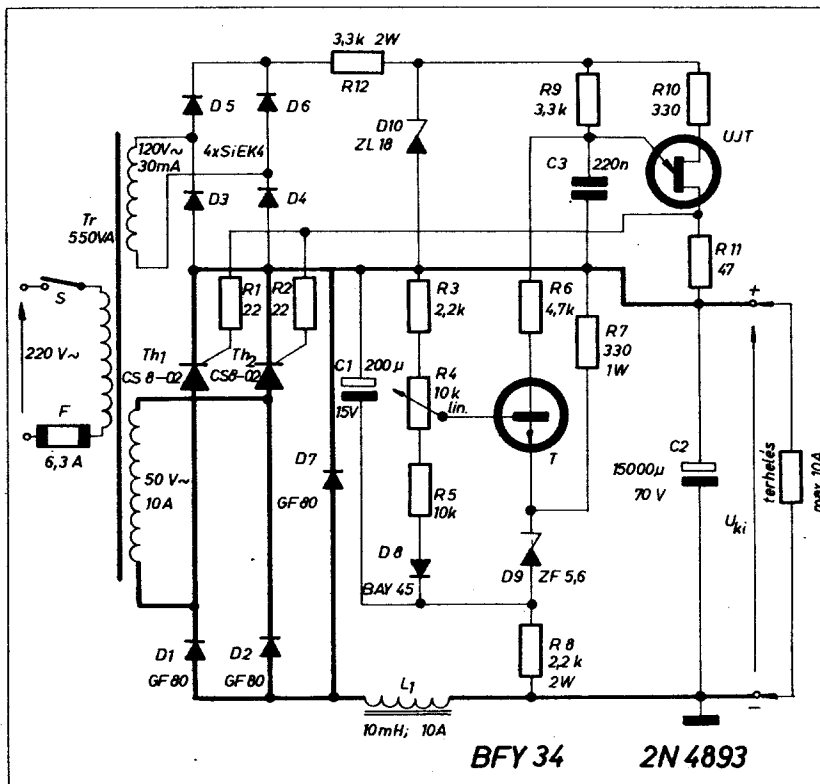 3,3k 2W
R12
D5
D6
R9
3,3k
R10
330
D10
ZL 18
UJT
120V~
30mA
4xSiEK4
C3
220n
D3
D4
Tr
550VA
R11
47
S
R1
22
R2
22
R3
2,2k
R6
4,7k
+
220 V~
Th1
CS 8-02
Th2
CS8-02
C1
200µ
15V
R4
10k
lin.
R7
330
1W
F
6,3 A
50 V~
10A
D7
GF 80
R5
10k
T
C2
15000µ
70 V
Uki
terhelés
max 10A
D8
BAY 45
D9
ZF 5,6
D1
GF 80
D2
GF 80
R8
2,2 k
2W
L1
10mH; 10A
−
BFY 34
2N 4893